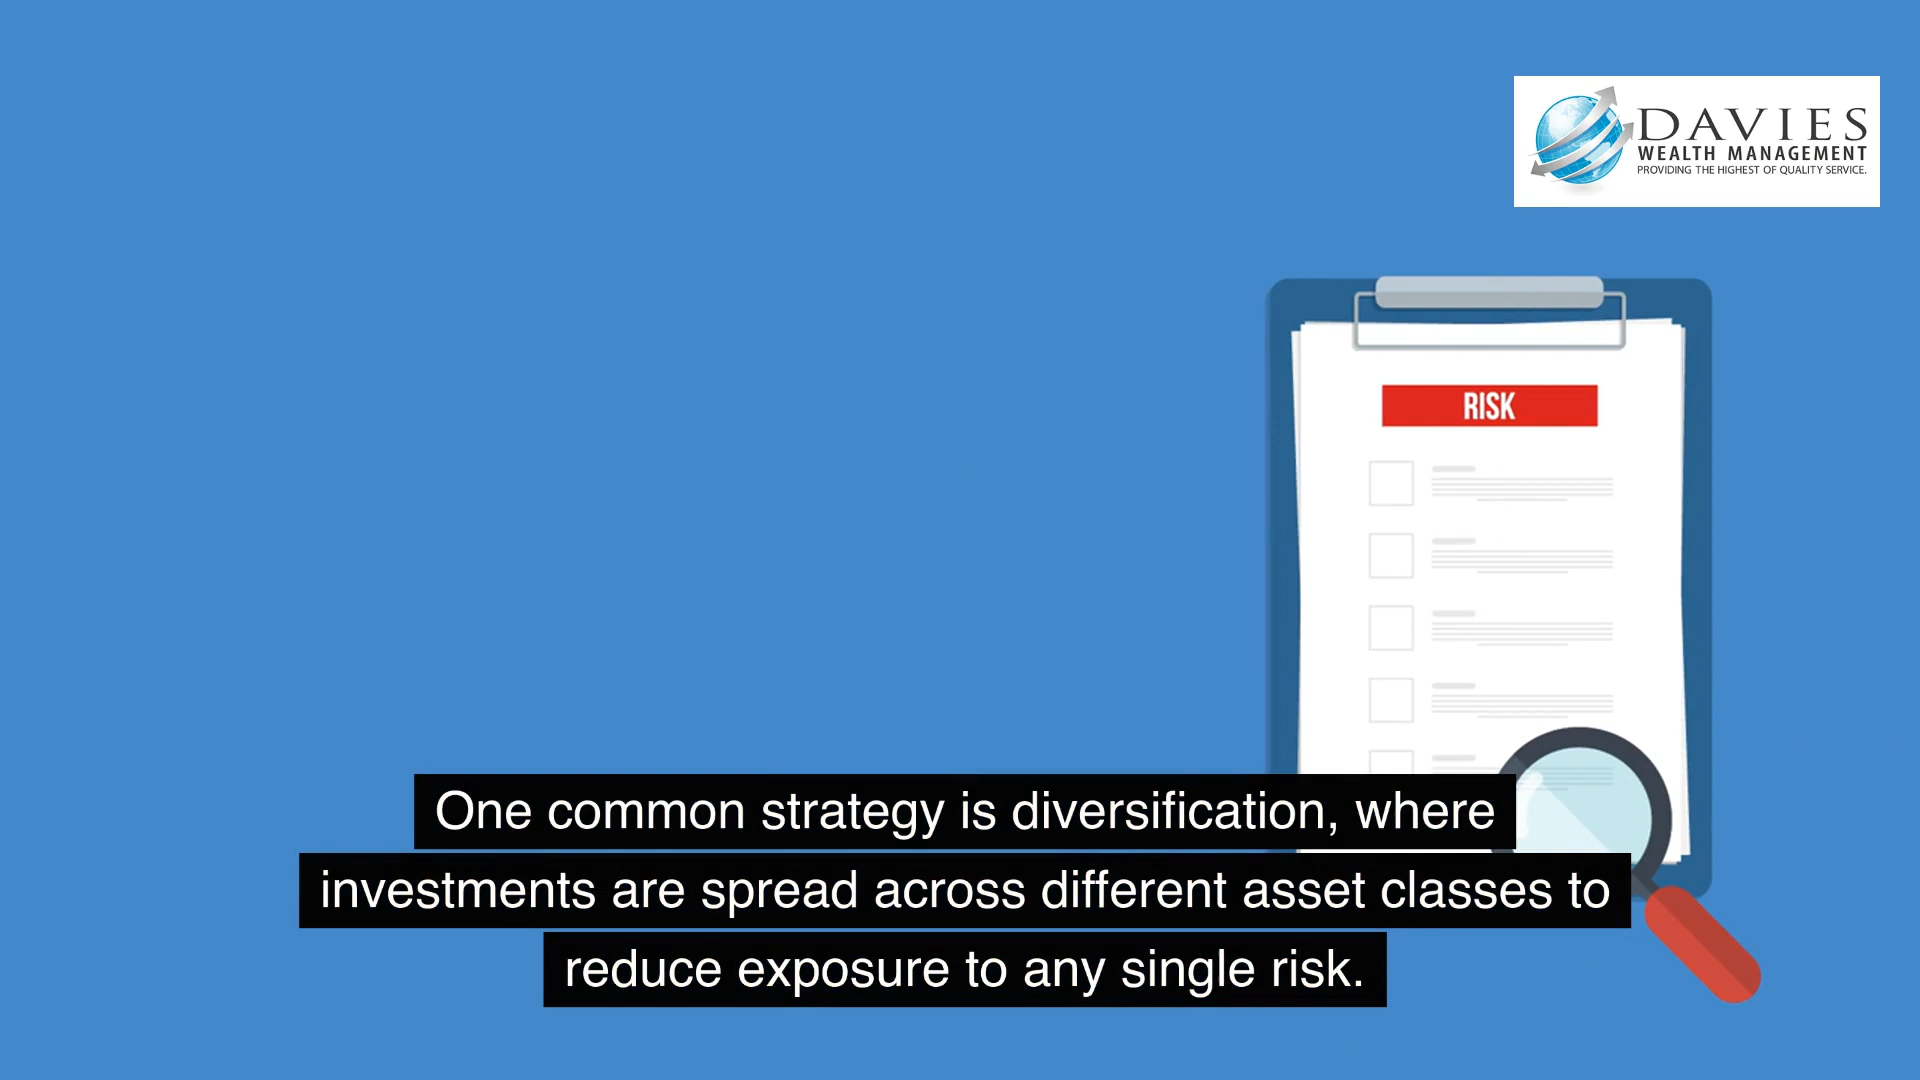 DAVIES
WEALTH MANAGEMENT
PROVIDING THE HIGHEST OF QUALITY SERVICE.
RISK
One common strategy is diversification, where
investments are spread across different asset classes to
reduce exposure to any single risk.